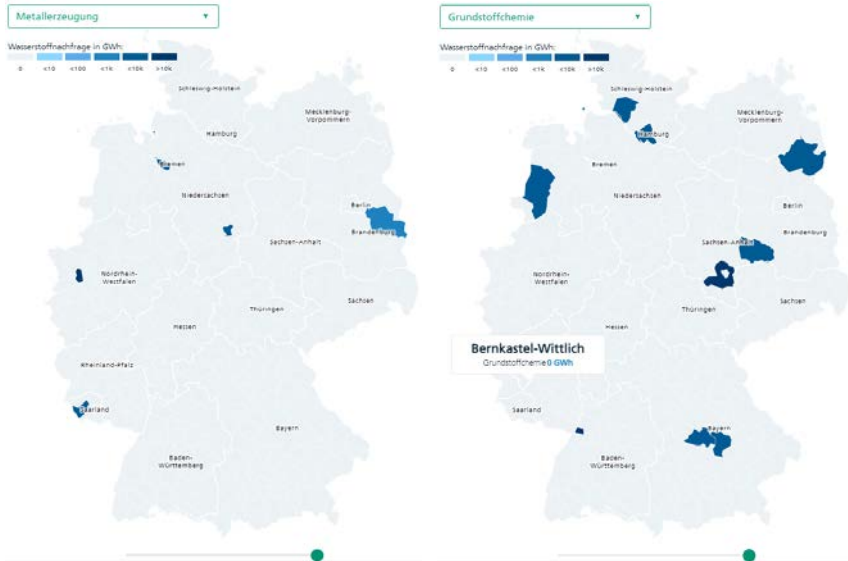 Metallerzeugung
Wasserstoffnachfrage in GWh:
0 <10 <100 <1k <10k >10k
Schleswig-Holstein
Mecklenburg-
Vorpommern
Hamburg
Bremen
Niedersachsen
Berlin
Brandenburg
Sachsen-Anhalt
Nordrhein-
Westfalen
Sachsen
Thüringen
Hessen
Rheinland-Pfalz
Saarland
Bayern
Baden-
Württemberg
Grundstoffchemie
Wasserstoffnachfrage in GWh:
0 <10 <100 <1k <10k >10k
Schleswig-Holstein
Mecklenburg-
Vorpommern
Hamburg
Bremen
Niedersachsen
Berlin
Brandenburg
Sachsen-Anhalt
Nordrhein-
Westfalen
Sachsen
Thüringen
Hessen
Bernkastel-Wittlich
Grundstoffchemie 0 GWh
Saarland
Bayern
Baden-
Württemberg